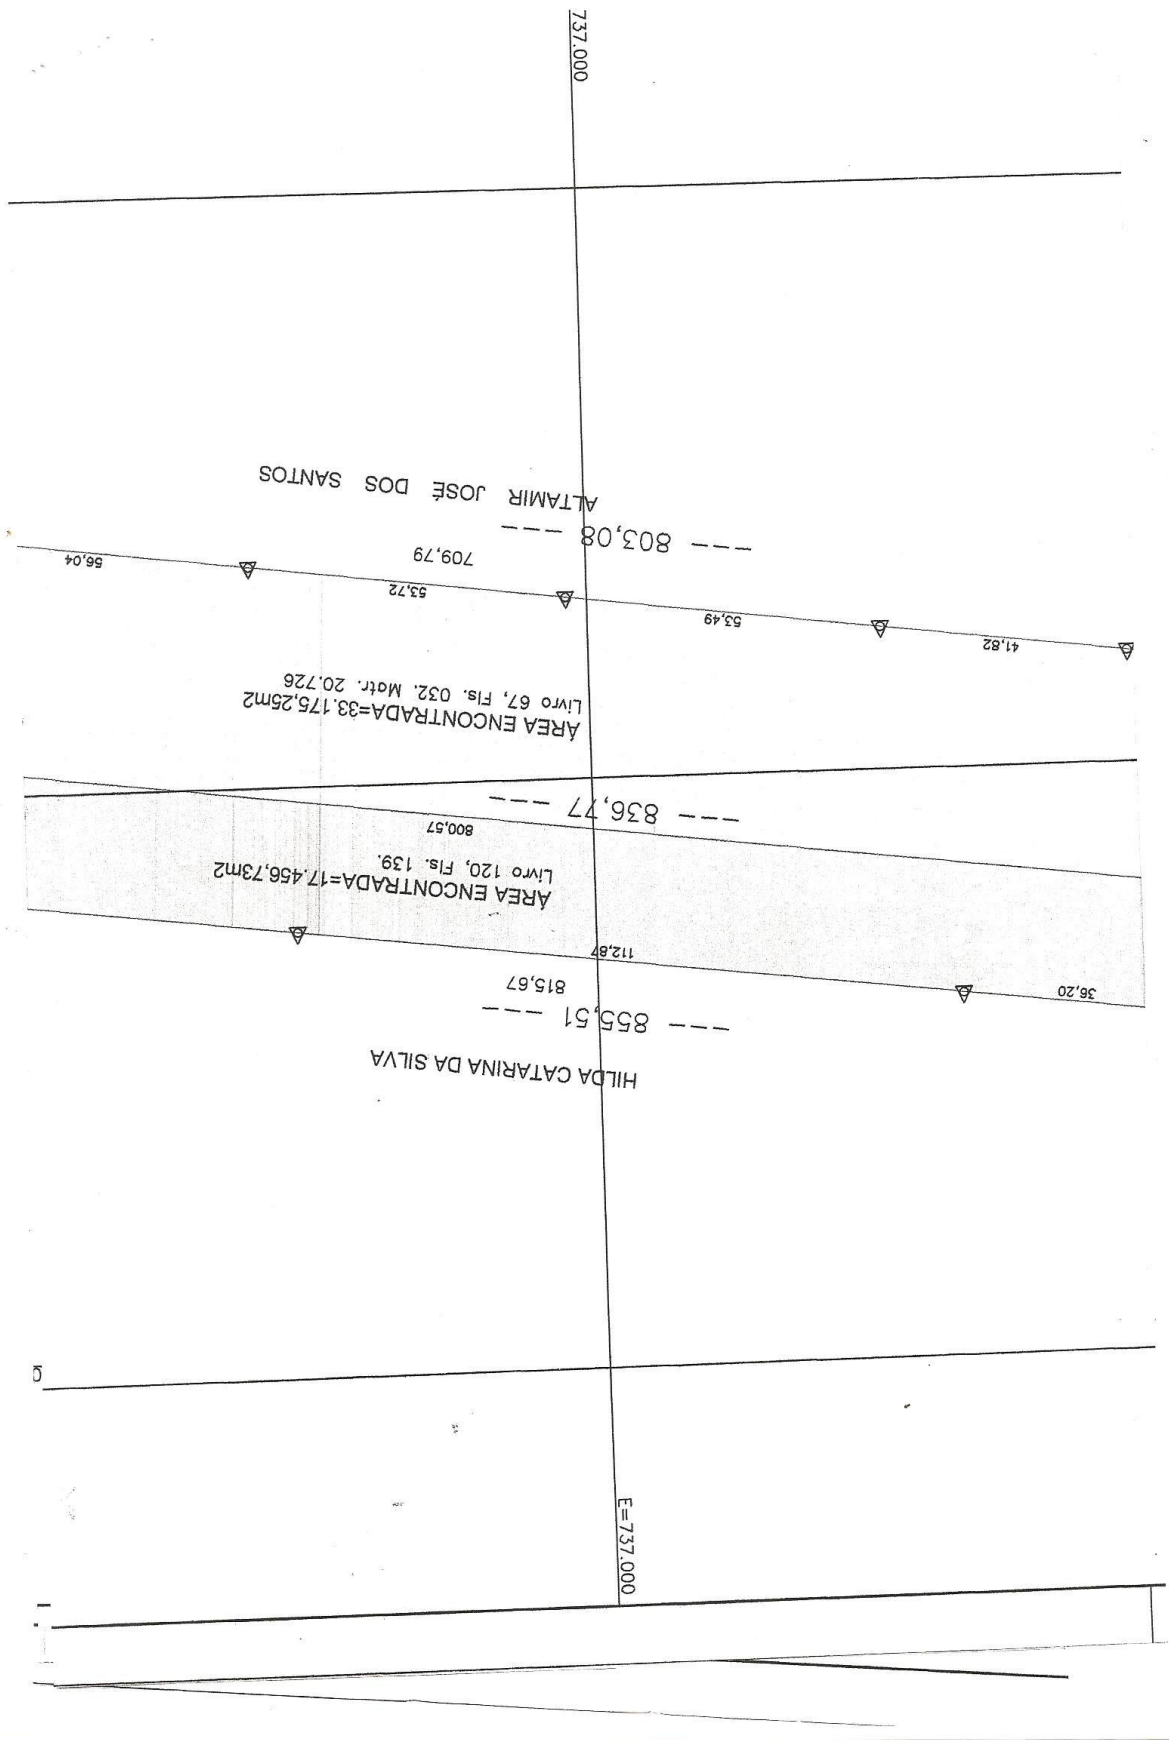 E=737.000
HILDA CATARINA DA SILVA
--- 855,51 ---
815,67
36,20
112,87
ÁREA ENCONTRADA=17.456,73m2
Livro 120, Fls. 139.
800,57
--- 836,77 ---
ÁREA ENCONTRADA=33.175,25m2
Livro 67, Fls. 032. Matr. 20.726
41,82
53,49
53,72
56,04
709,79
--- 803,08 ---
ALTAMIR JOSÉ DOS SANTOS
737.000